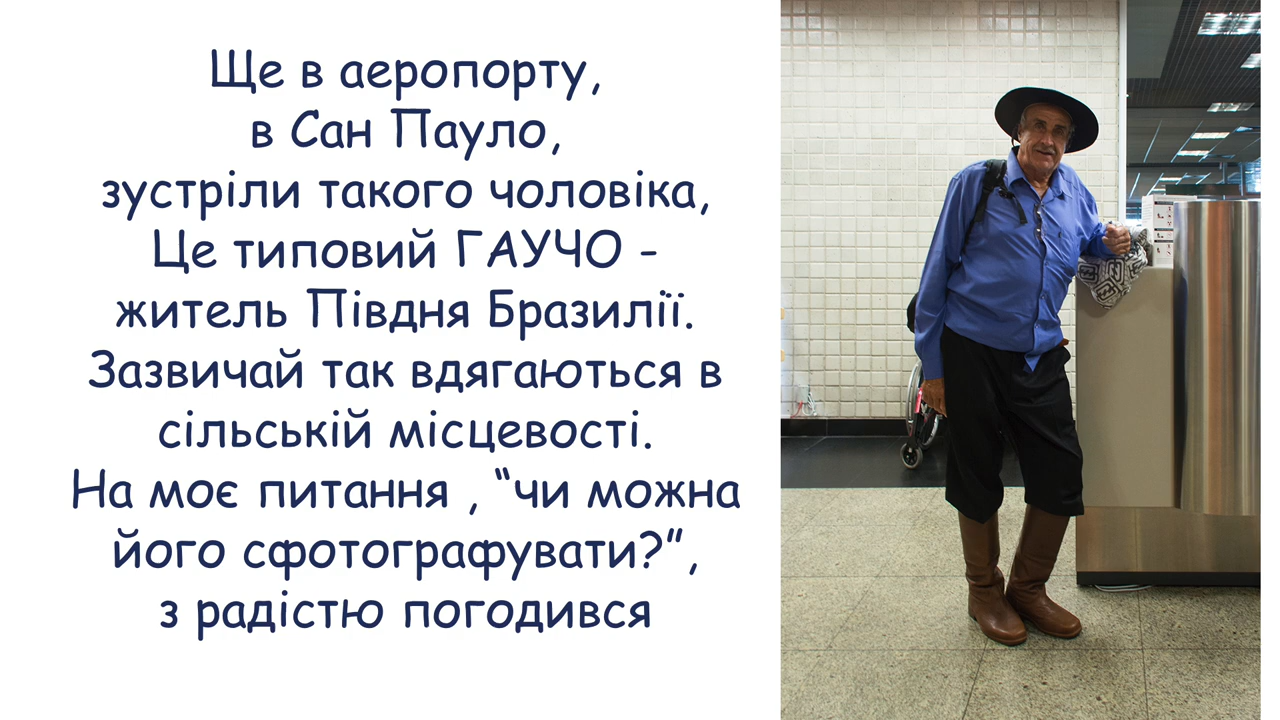 Ще в аеропорту,
в Сан Пауло,
зустріли такого чоловіка,
Це типовий ГАУЧО -
житель Півдня Бразилії.
Зазвичай так вдягаються в
сільській місцевості.
На моє питання , “чи можна
його сфотографувати?”,
з радістю погодився